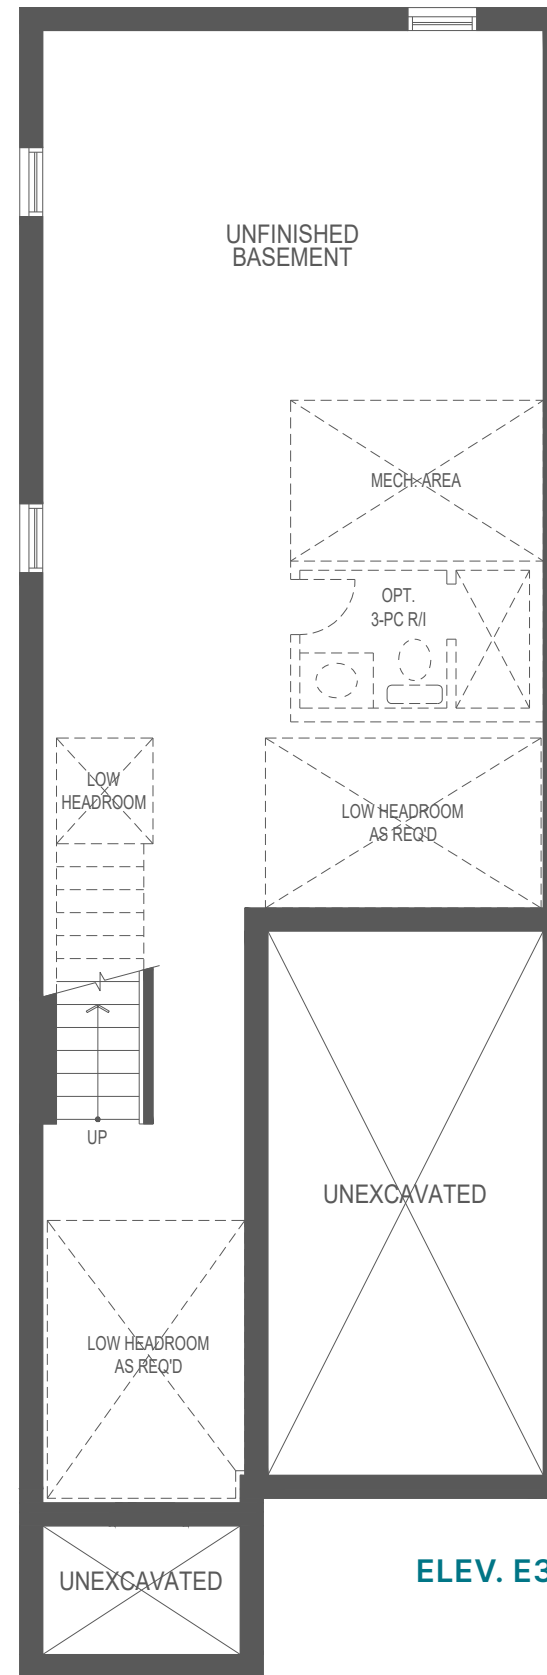 UNFINISHED
BASEMENT
MECH. AREA
OPT.
3-PC R/I
LOW
HEADROOM
LOW HEADROOM
AS REQ'D
UP
UNEXCAVATED
LOW HEADROOM
AS REQ'D
UNEXCAVATED
ELEV. E3